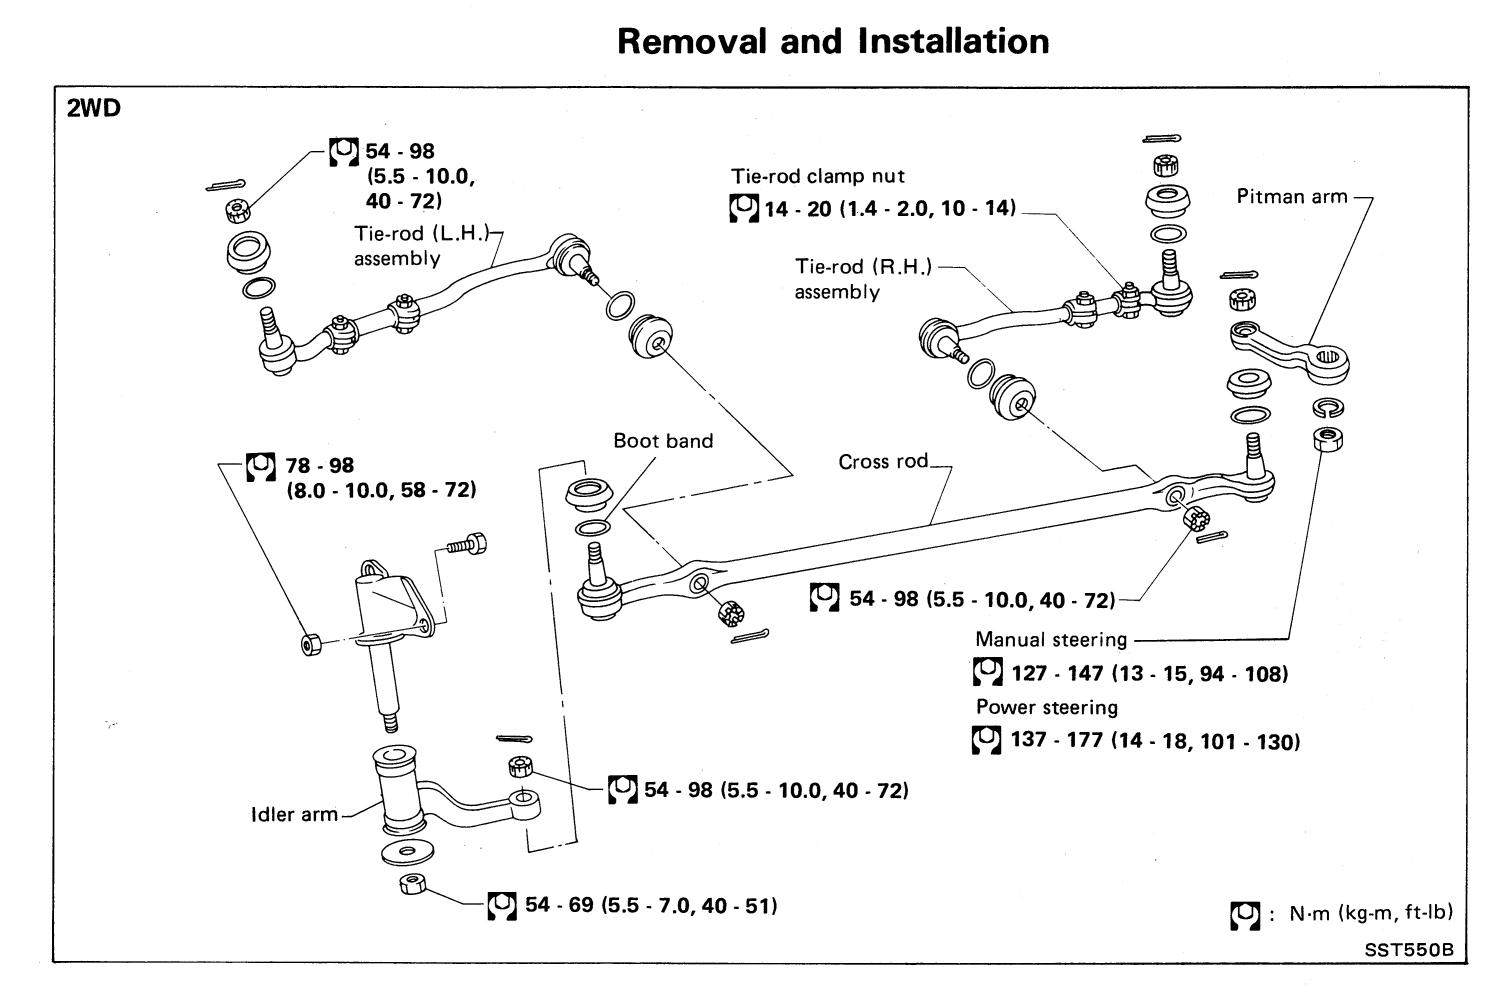 Removal and Installation
2WD
54 - 98
(5.5 - 10.0,
40 - 72)
Tie-rod (L.H.)
assembly
Tie-rod clamp nut
14 - 20 (1.4 - 2.0, 10 - 14)
Tie-rod (R.H.)
assembly
Pitman arm
Boot band
Cross rod
78 - 98
(8.0 - 10.0, 58 - 72)
54 - 98 (5.5 - 10.0, 40 - 72)
Manual steering
127 - 147 (13 - 15, 94 - 108)
Power steering
137 - 177 (14 - 18, 101 - 130)
54 - 98 (5.5 - 10.0, 40 - 72)
Idler arm
54 - 69 (5.5 - 7.0, 40 - 51)
: N·m (kg-m, ft-lb)
SST550B